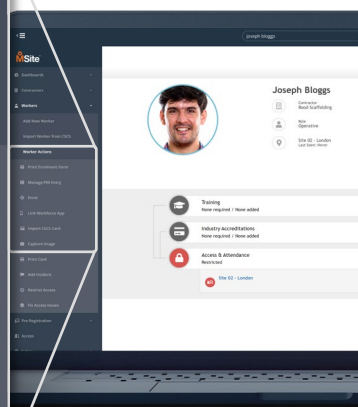 joseph bloggs
MSite
Dashboards
Contractors
Workers
Add New Worker
Import Worker from CSCS
Worker Actions
Print Enrolment Form
Manage PIN Entry
Enrol
Link Workforce App
Import CSCS Card
Capture Image
Print Card
Add Incident
Restrict Access
Fix Access Issues
Pre Registration
Access
Joseph Bloggs
Contractor
Bond Scaffolding
Role
Operative
Site 02 - London
Last Seen: Never
Training
None required / None added
Industry Accreditations
None required / None added
Access & Attendance
Restricted
Site 02 - London